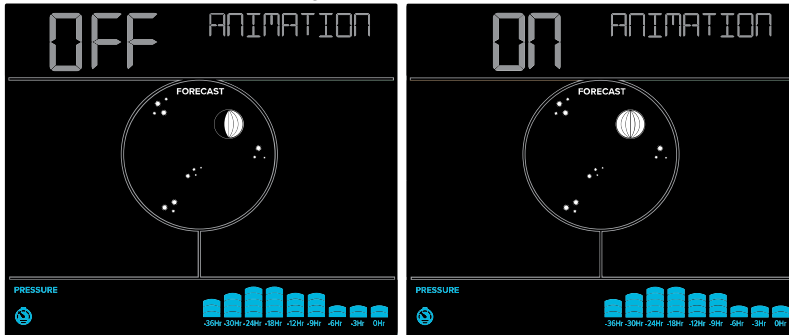 OFF ANIMATION
FORECAST
PRESSURE
-36Hr -30Hr -24Hr -18Hr -12Hr -9Hr -6Hr -3Hr 0Hr
ON ANIMATION
FORECAST
PRESSURE
-36Hr -30Hr -24Hr -18Hr -12Hr -9Hr -6Hr -3Hr 0Hr